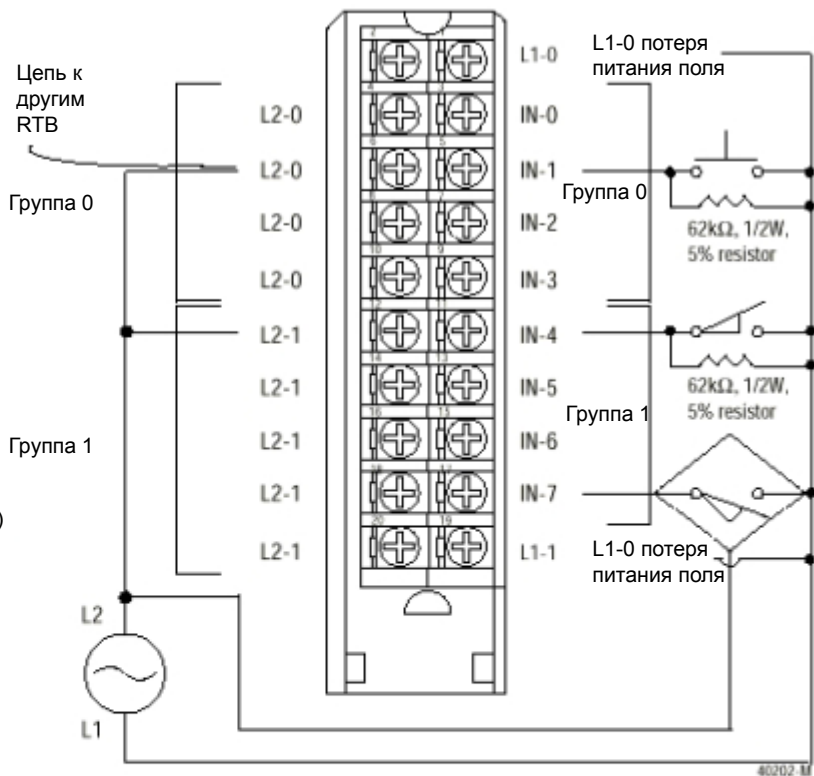 L1-0
L1-0 потеря
питания поля
Цепь к
другим
RTB
L2-0
IN-0
L2-0
IN-1
Группа 0
Группа 0
L2-0
IN-2
62kΩ, 1/2W,
5% resistor
L2-0
IN-3
L2-1
IN-4
L2-1
IN-5
62kΩ, 1/2W,
5% resistor
Группа 1
Группа 1
L2-1
IN-6
L2-1
IN-7
)
L2-1
L1-1
L1-0 потеря
питания поля
L2
L1
40202-M